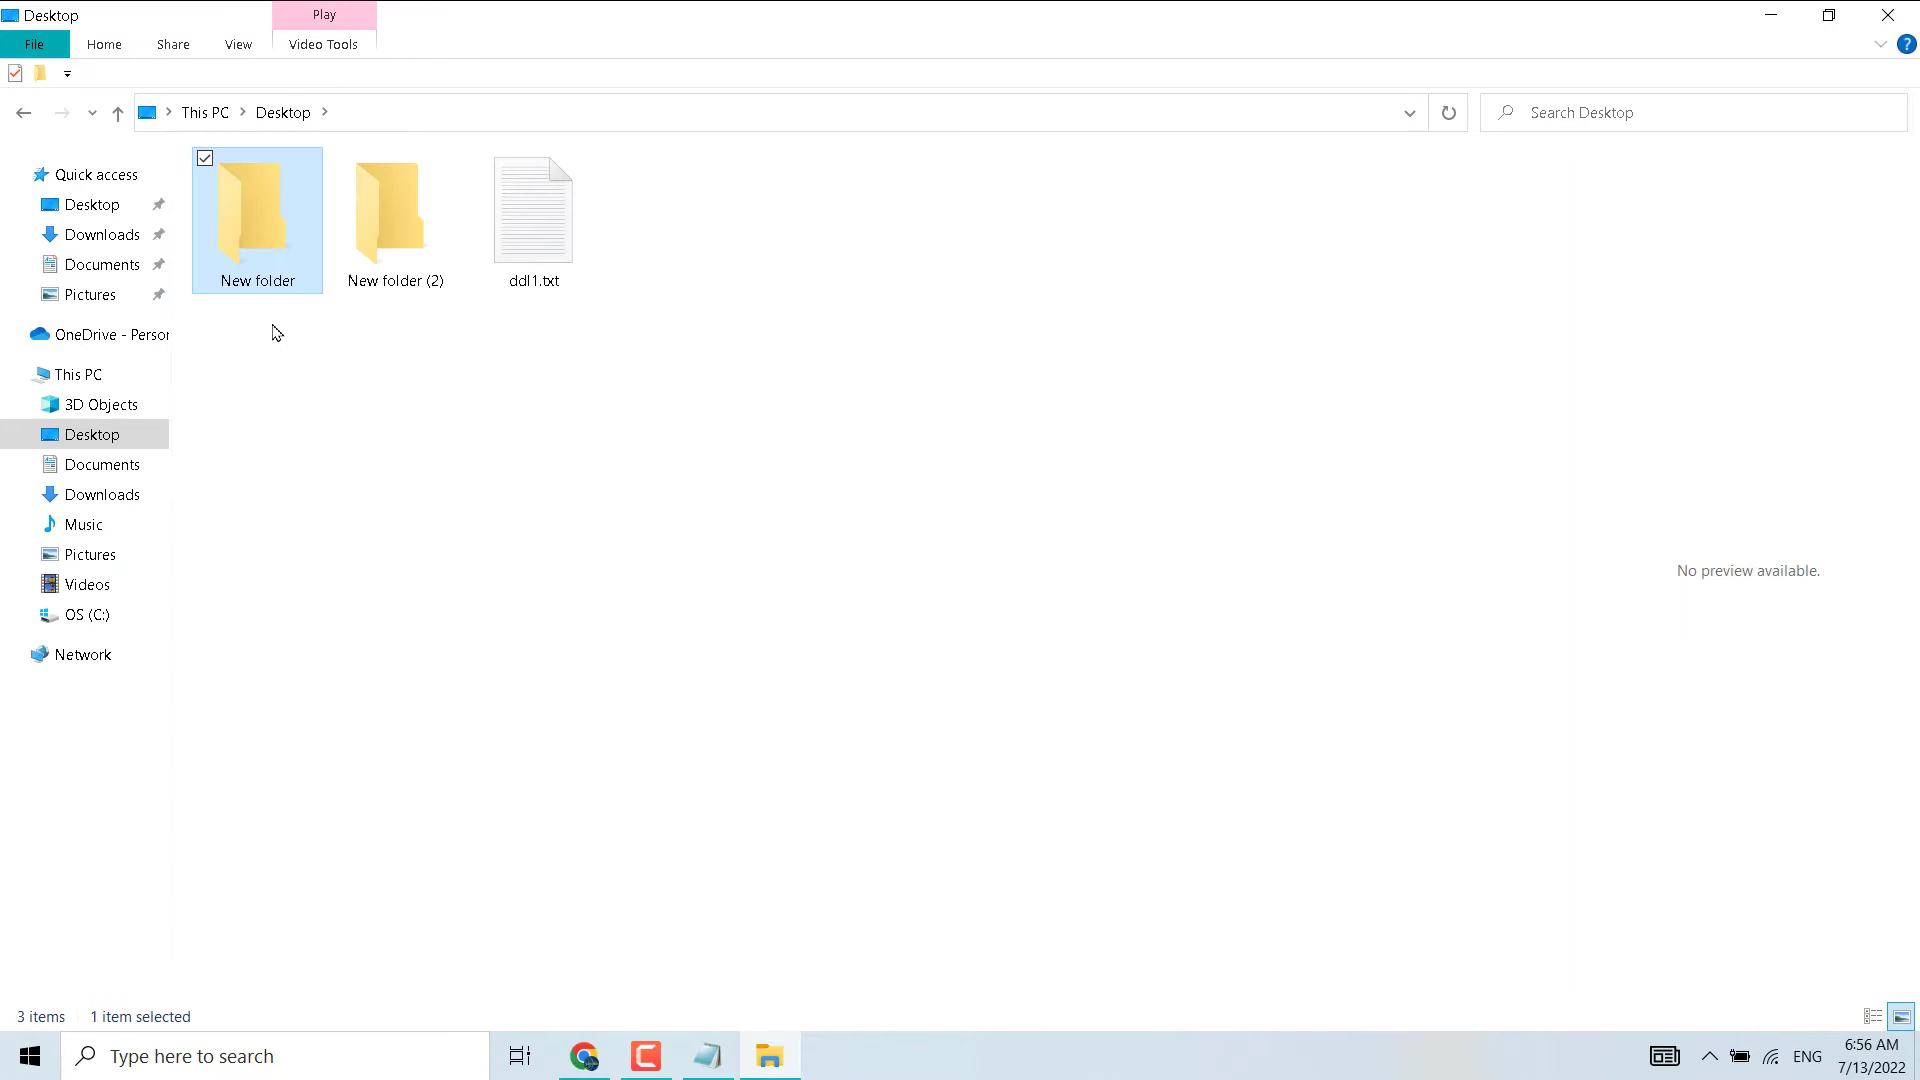 Desktop
Play
File
Home
Share
View
Video Tools
This PC
Desktop
Search Desktop
Quick access
Desktop
Downloads
Documents
Pictures
OneDrive - Person
This PC
3D Objects
Desktop
Documents
Downloads
Music
Pictures
Videos
OS (C:)
Network
New folder
New folder (2)
ddl1.txt
No preview available.
3 items
1 item selected
Type here to search
ENG
6:56 AM
7/13/2022